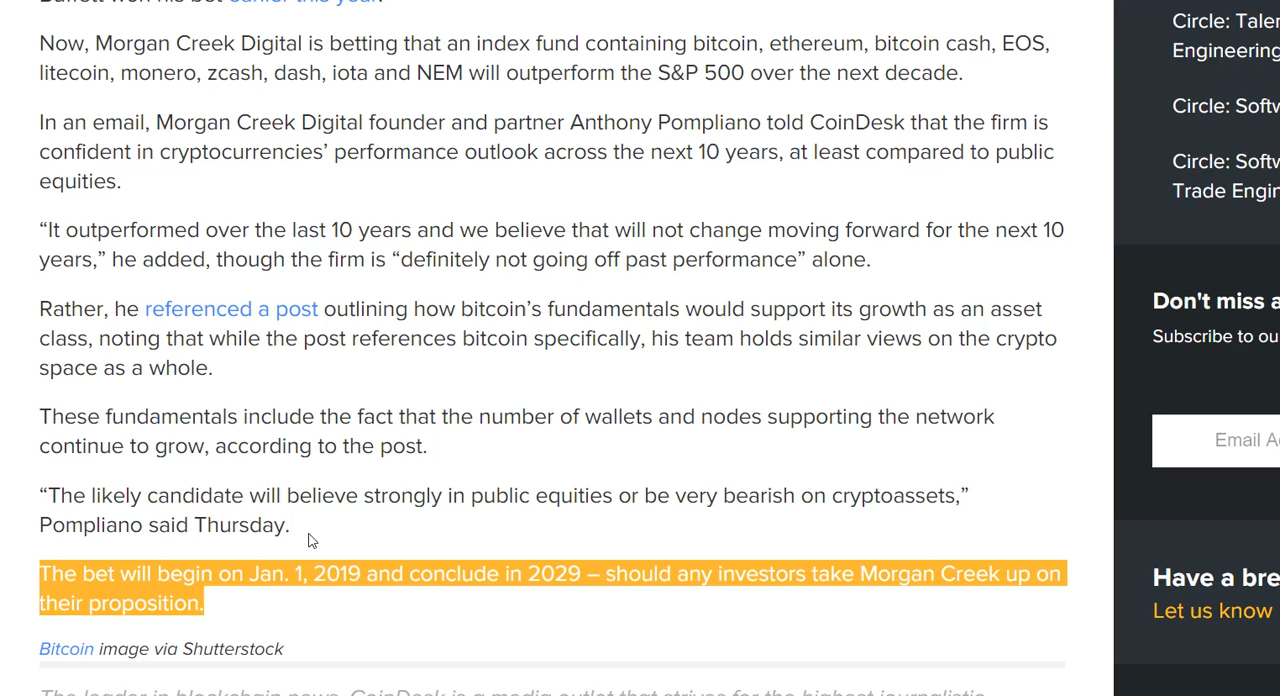 Now, Morgan Creek Digital is betting that an index fund containing bitcoin, ethereum, bitcoin cash, EOS,
litecoin, monero, zcash, dash, iota and NEM will outperform the S&P 500 over the next decade.
In an email, Morgan Creek Digital founder and partner Anthony Pompliano told CoinDesk that the firm is
confident in cryptocurrencies’ performance outlook across the next 10 years, at least compared to public
equities.
“It outperformed over the last 10 years and we believe that will not change moving forward for the next 10
years,” he added, though the firm is “definitely not going off past performance” alone.
Rather, he referenced a post outlining how bitcoin’s fundamentals would support its growth as an asset
class, noting that while the post references bitcoin specifically, his team holds similar views on the crypto
space as a whole.
These fundamentals include the fact that the number of wallets and nodes supporting the network
continue to grow, according to the post.
“The likely candidate will believe strongly in public equities or be very bearish on cryptoassets,”
Pompliano said Thursday.
The bet will begin on Jan. 1, 2019 and conclude in 2029 – should any investors take Morgan Creek up on
their proposition.
Bitcoin image via Shutterstock
Circle: Talen
Engineering
Circle: Softw
Circle: Softw
Trade Engin
Don't miss a
Subscribe to ou
Email Ad
Have a bre
Let us know